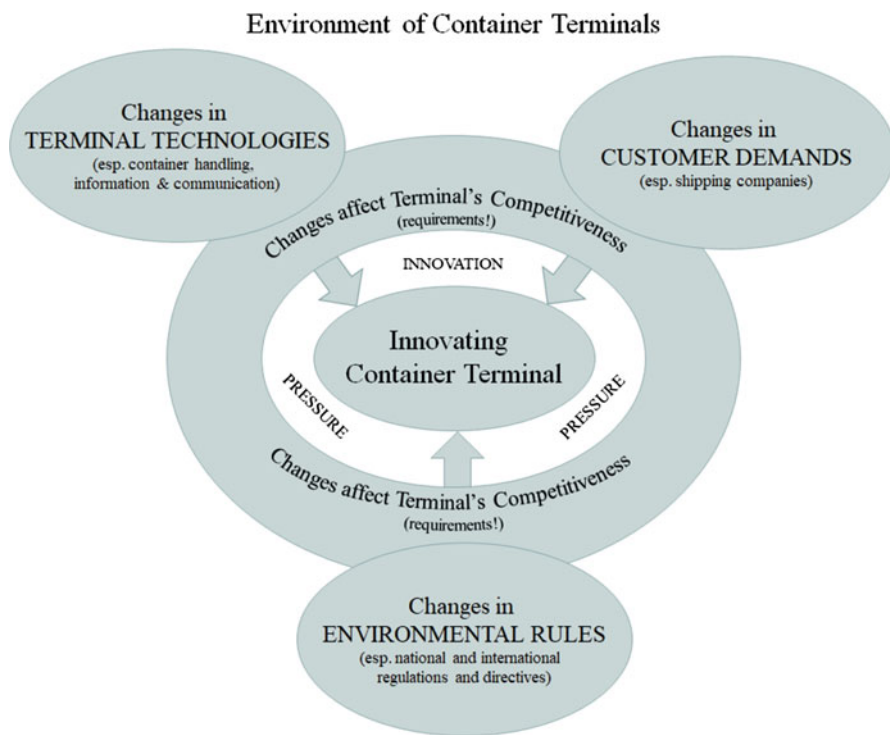 Environment of Container Terminals
Changes in
TERMINAL TECHNOLOGIES
(esp. container handling,
information & communication)
Changes in
CUSTOMER DEMANDS
(esp. shipping companies)
Changes affect Terminal's Competitiveness
(requirements!)
INNOVATION
Innovating
Container Terminal
PRESSURE
PRESSURE
Changes affect Terminal's Competitiveness
(requirements!)
Changes in
ENVIRONMENTAL RULES
(esp. national and international
regulations and directives)